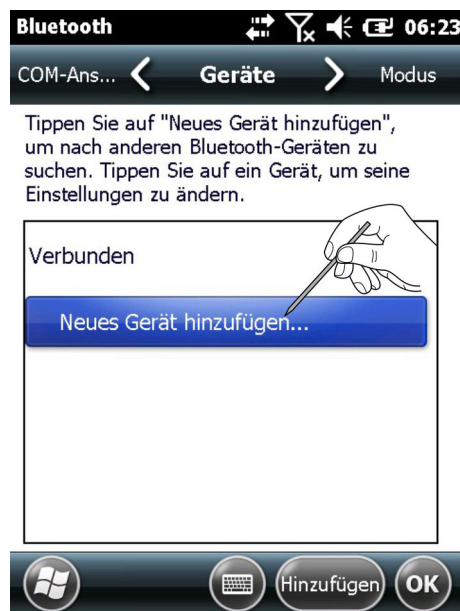 Bluetooth 06:23
COM-Ans... Geräte Modus
Tippen Sie auf "Neues Gerät hinzufügen",
um nach anderen Bluetooth-Geräten zu
suchen. Tippen Sie auf ein Gerät, um seine
Einstellungen zu ändern.
Verbunden
Neues Gerät hinzufügen...
Hinzufügen OK